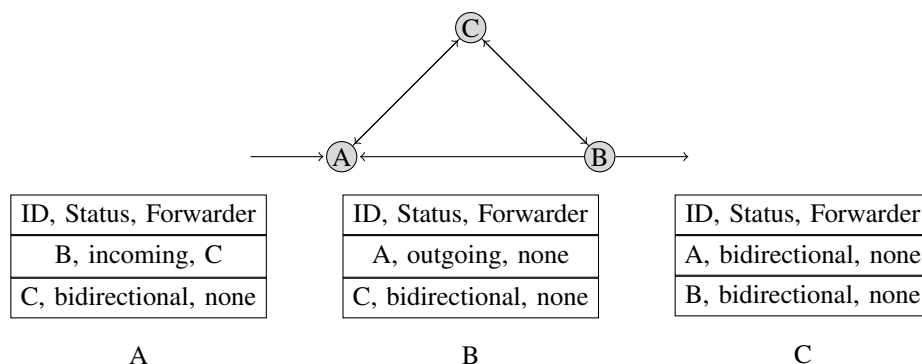 C
A
B
ID, Status, Forwarder
B, incoming, C
C, bidirectional, none
A
ID, Status, Forwarder
A, outgoing, none
C, bidirectional, none
B
ID, Status, Forwarder
A, bidirectional, none
B, bidirectional, none
C